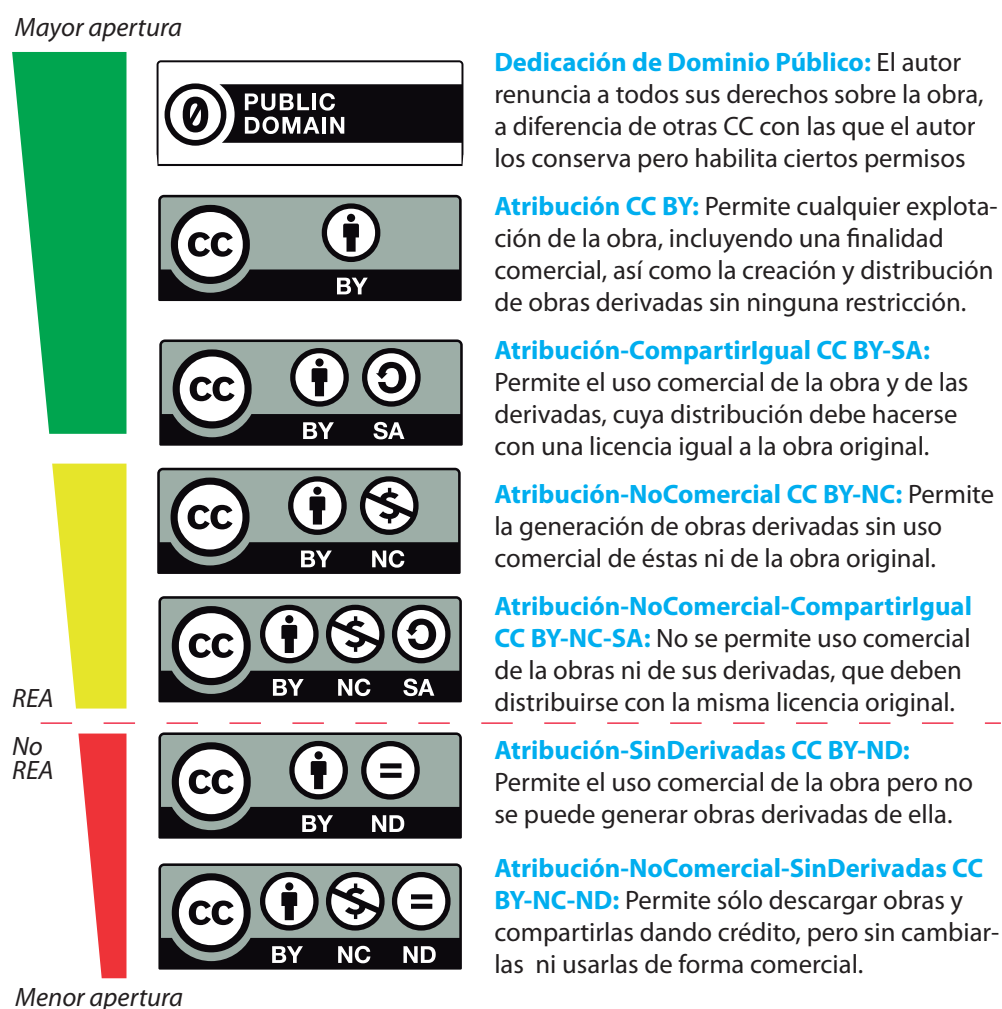 Mayor apertura
0 PUBLIC
DOMAIN
Dedicación de Dominio Público: El autor
renuncia a todos sus derechos sobre la obra,
a diferencia de otras CC con las que el autor
los conserva pero habilita ciertos permisos
cc
BY
Atribución CC BY: Permite cualquier explota-
ción de la obra, incluyendo una finalidad
comercial, así como la creación y distribución
de obras derivadas sin ninguna restricción.
cc
BY SA
Atribución-CompartirIgual CC BY-SA:
Permite el uso comercial de la obra y de las
derivadas, cuya distribución debe hacerse
con una licencia igual a la obra original.
cc $
BY NC
Atribución-NoComercial CC BY-NC: Permite
la generación de obras derivadas sin uso
comercial de éstas ni de la obra original.
cc $
BY NC SA
Atribución-NoComercial-CompartirIgual
CC BY-NC-SA: No se permite uso comercial
de la obras ni de sus derivadas, que deben
distribuirse con la misma licencia original.
REA
No
REA
cc =
BY ND
Atribución-SinDerivadas CC BY-ND:
Permite el uso comercial de la obra pero no
se puede generar obras derivadas de ella.
cc $ =
BY NC ND
Atribución-NoComercial-SinDerivadas CC
BY-NC-ND: Permite sólo descargar obras y
compartirlas dando crédito, pero sin cambiar-
las ni usarlas de forma comercial.
Menor apertura